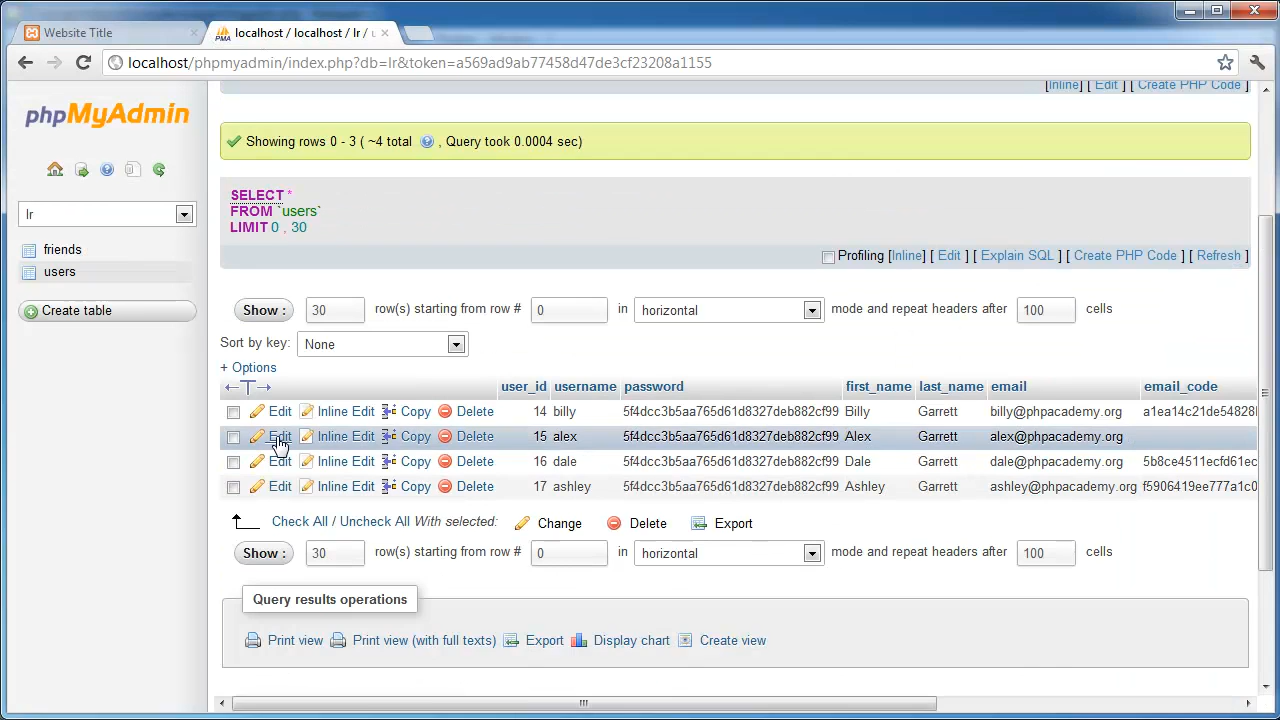 Website Title
localhost / localhost / lr /
localhost/phpmyadmin/index.php?db=lr&token=a569ad9ab77458d47de3cf23208a1155
phpMyAdmin
lr
friends
users
Create table
[Inline] [ Edit ] [ Create PHP Code ]
Showing rows 0 - 3 ( ~4 total , Query took 0.0004 sec)
SELECT *
FROM `users`
LIMIT 0 , 30
Profiling [Inline] [ Edit ] [ Explain SQL ] [ Create PHP Code ] [ Refresh ]
Show : 30 row(s) starting from row # 0 in horizontal mode and repeat headers after 100 cells
Sort by key: None
+ Options
user_id username password first_name last_name email email_code
Edit Inline Edit Copy Delete 14 billy 5f4dcc3b5aa765d61d8327deb882cf99 Billy Garrett billy@phpacademy.org a1ea14c21de54828
Edit Inline Edit Copy Delete 15 alex 5f4dcc3b5aa765d61d8327deb882cf99 Alex Garrett alex@phpacademy.org
Edit Inline Edit Copy Delete 16 dale 5f4dcc3b5aa765d61d8327deb882cf99 Dale Garrett dale@phpacademy.org 5b8ce4511ecfd61ec
Edit Inline Edit Copy Delete 17 ashley 5f4dcc3b5aa765d61d8327deb882cf99 Ashley Garrett ashley@phpacademy.org f5906419ee777a1c0
Check All / Uncheck All With selected: Change Delete Export
Show : 30 row(s) starting from row # 0 in horizontal mode and repeat headers after 100 cells
Query results operations
Print view Print view (with full texts) Export Display chart Create view